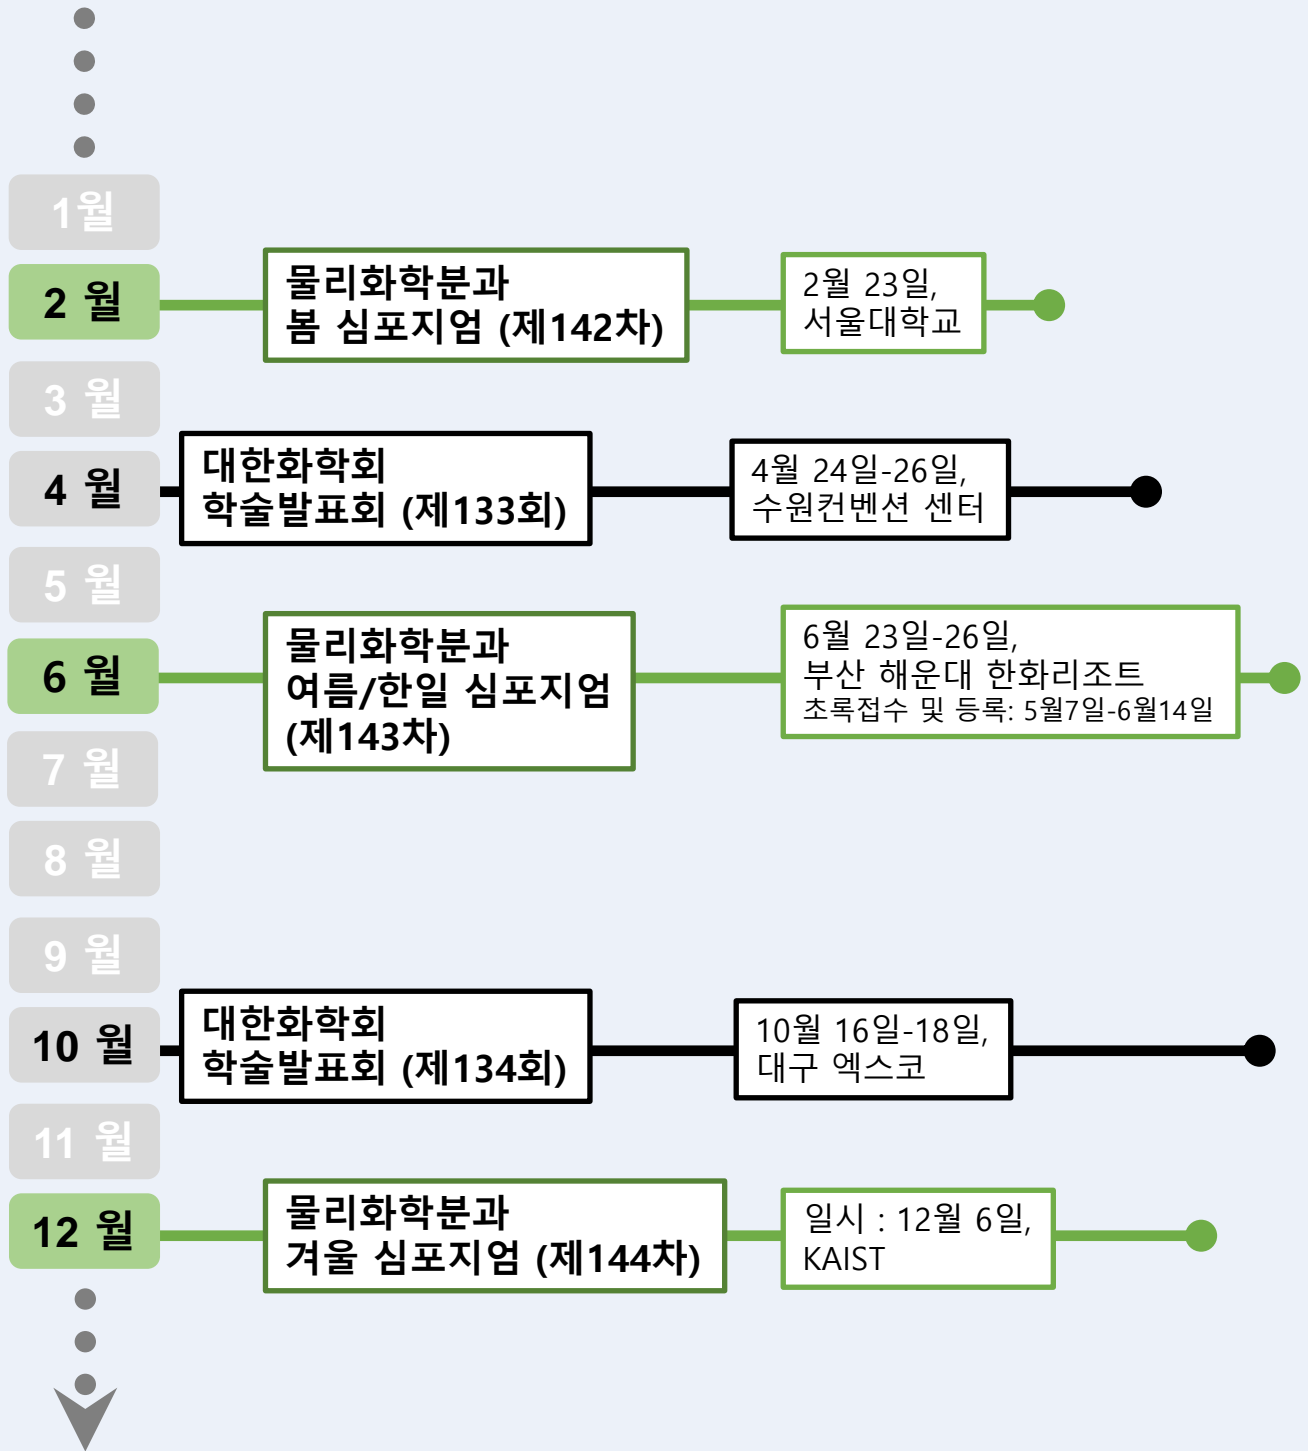 1월
2 월
물리화학분과
봄 심포지엄 (제142차)
2월 23일,
서울대학교
3 월
4 월
대한화학회
학술발표회 (제133회)
4월 24일-26일,
수원컨벤션 센터
5 월
6 월
물리화학분과
여름/한일 심포지엄
(제143차)
6월 23일-26일,
부산 해운대 한화리조트
초록접수 및 등록: 5월7일-6월14일
7 월
8 월
9 월
10 월
대한화학회
학술발표회 (제134회)
10월 16일-18일,
대구 엑스코
11 월
12 월
물리화학분과
겨울 심포지엄 (제144차)
일시 : 12월 6일,
KAIST